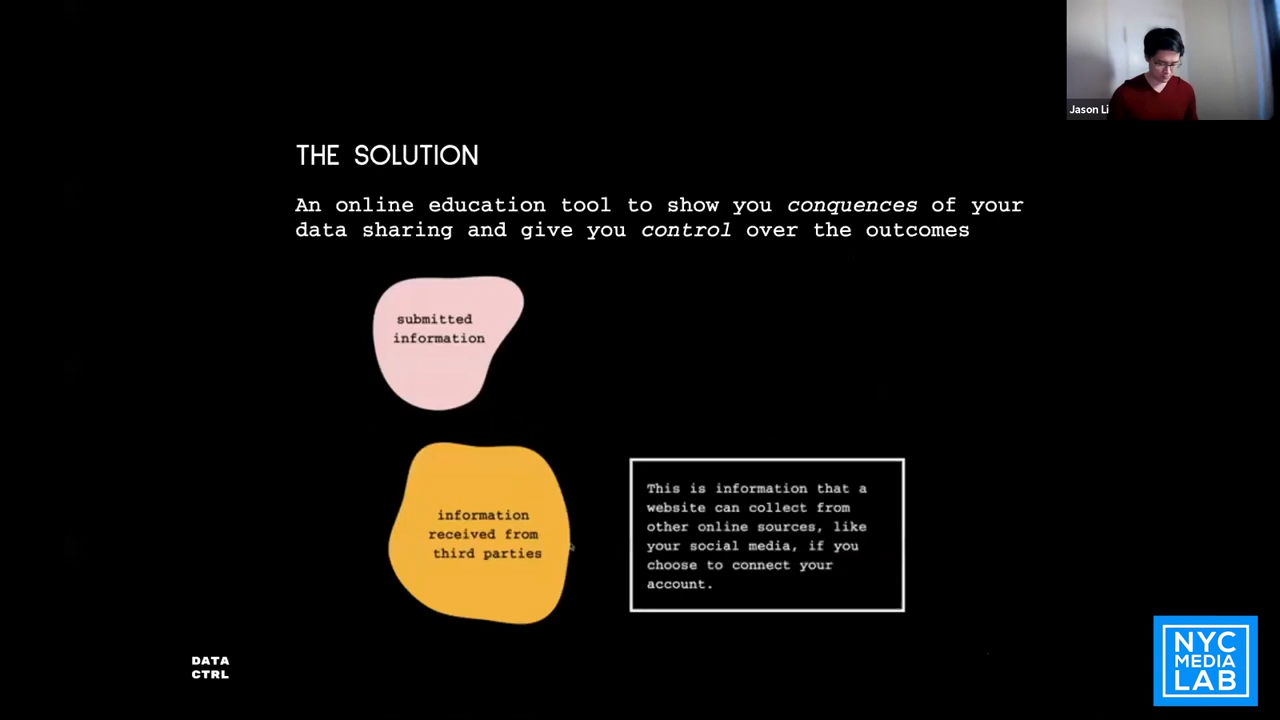 Jason Li
THE SOLUTION
An online education tool to show you conquences of your
data sharing and give you control over the outcomes
submitted
information
information
received from
third parties
This is information that a
website can collect from
other online sources, like
your social media, if you
choose to connect your
account.
DATA
CTRL
NYC
MEDIA
LAB